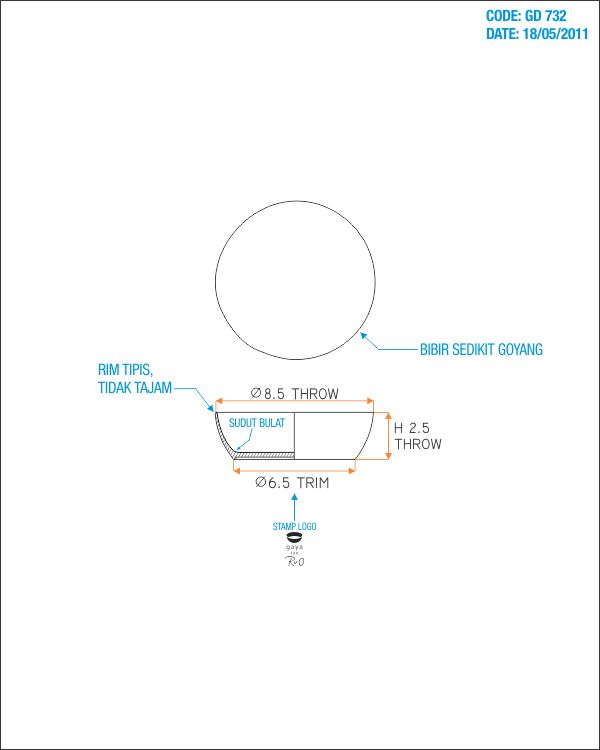 CODE: GD 732
DATE: 18/05/2011
BIBIR SEDIKIT GOYANG
RIM TIPIS,
TIDAK TAJAM
Ø8.5 THROW
SUDUT BULAT
H 2.5
THROW
Ø6.5 TRIM
STAMP LOGO
gaya